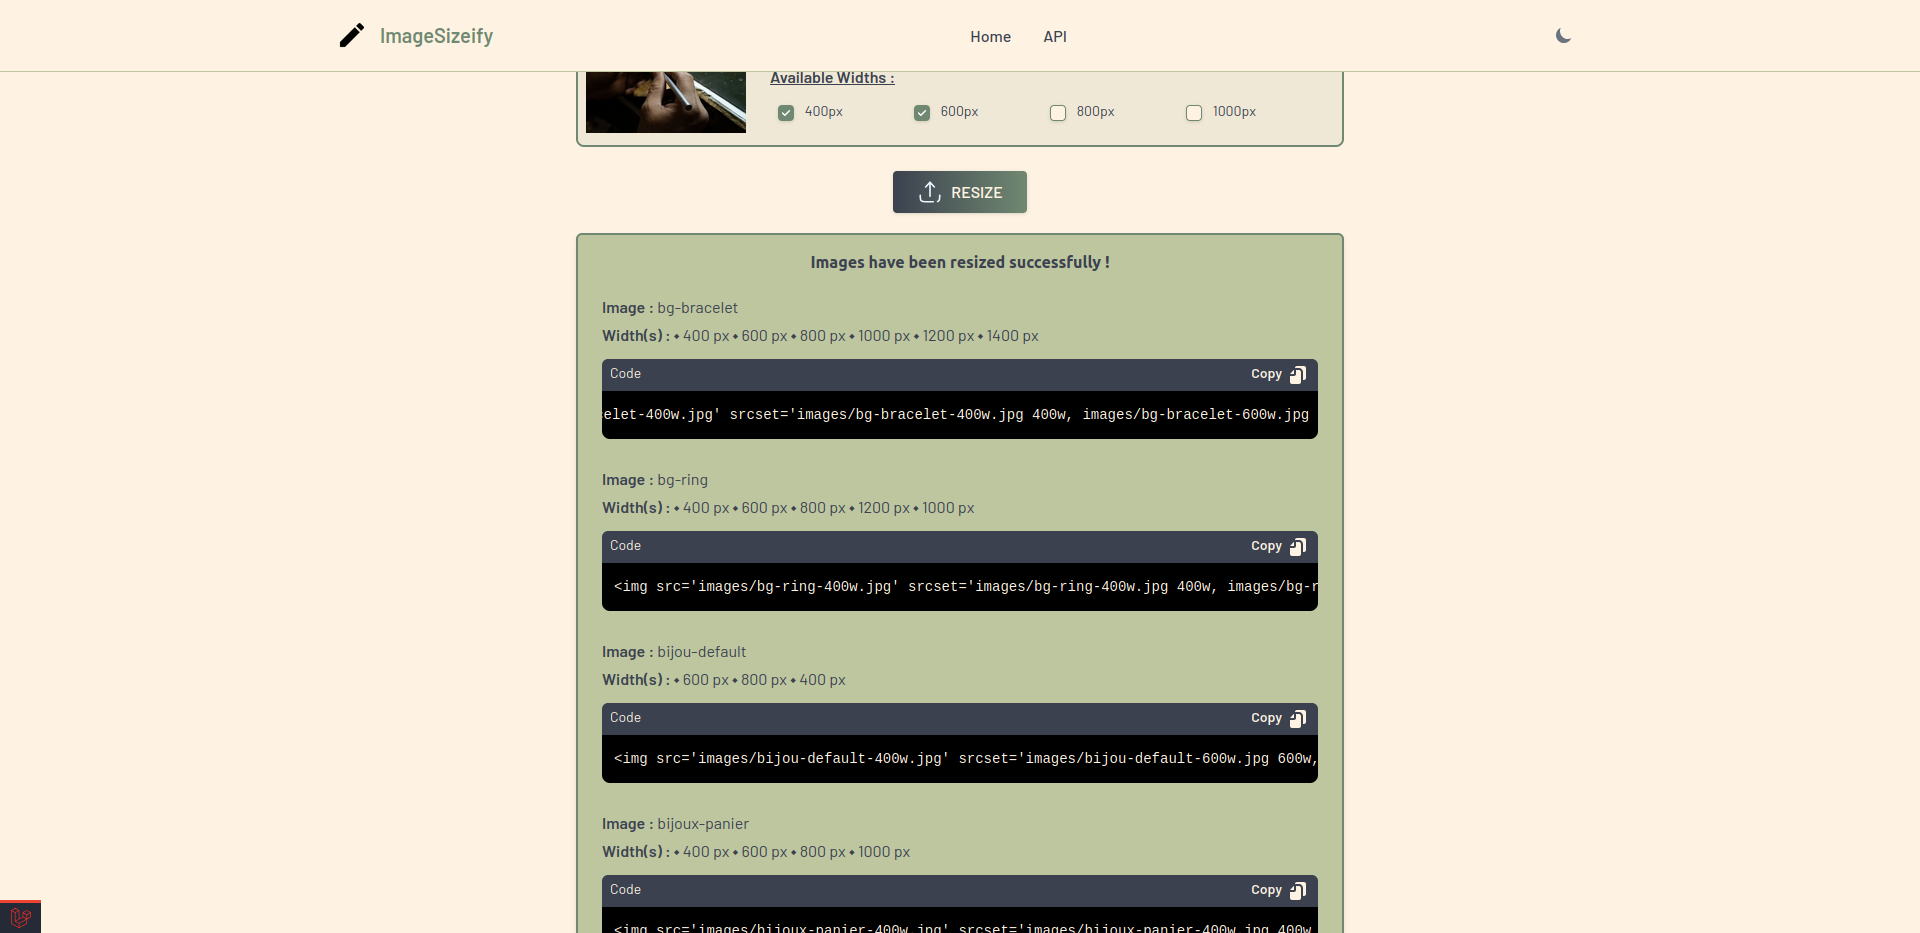 ImageSizeify
Home API
Available Widths :
400px 600px 800px 1000px
RESIZE
Images have been resized successfully !
Image : bg-bracelet
Width(s) : • 400 px • 600 px • 800 px • 1000 px • 1200 px • 1400 px
Code Copy
elet-400w.jpg' srcset='images/bg-bracelet-400w.jpg 400w, images/bg-bracelet-600w.jpg
Image : bg-ring
Width(s) : • 400 px • 600 px • 800 px • 1200 px • 1000 px
Code Copy
<img src='images/bg-ring-400w.jpg' srcset='images/bg-ring-400w.jpg 400w, images/bg-r
Image : bijou-default
Width(s) : • 600 px • 800 px • 400 px
Code Copy
<img src='images/bijou-default-400w.jpg' srcset='images/bijou-default-600w.jpg 600w,
Image : bijoux-panier
Width(s) : • 400 px • 600 px • 800 px • 1000 px
Code Copy
<img src='images/bijoux-panier-400w.jpg' srcset='images/bijoux-panier-400w.jpg 400w